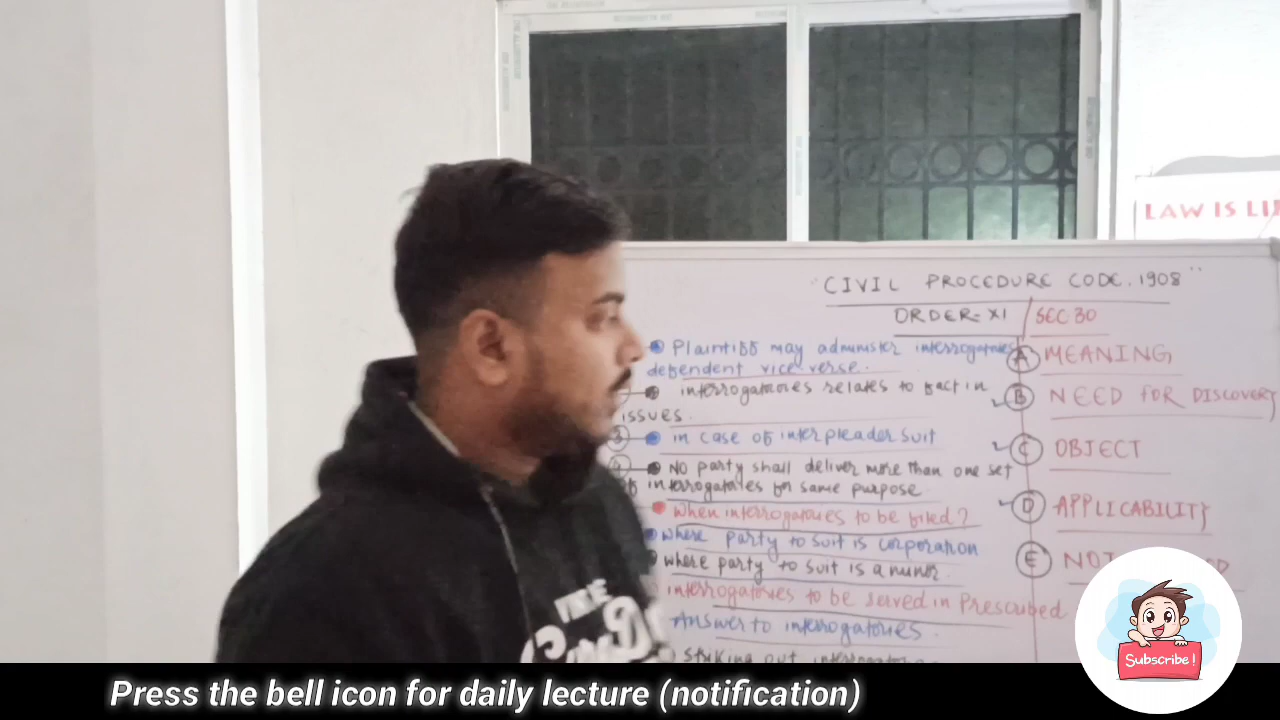 LAW IS LI
"CIVIL PROCEDURE CODE.1908"
ORDER-XI / SEC 30
Plaintiff may administer interrogatories
defendent vice verse.
interrogatories relates to fact in
issues.
in case of interpleader suit
NO party shall deliver more than one set
of interrogatories for same purpose
when interrogatories to be filed?
where party to suit is corporation
where party to suit is a minor.
interrogatories to be served in Prescribed
Answer to interrogatories.
Striking out
A MEANING
B NEED FOR DISCOVERY
C OBJECT
D APPLICABILITY
E
Subscribe!
Press the bell icon for daily lecture (notification)